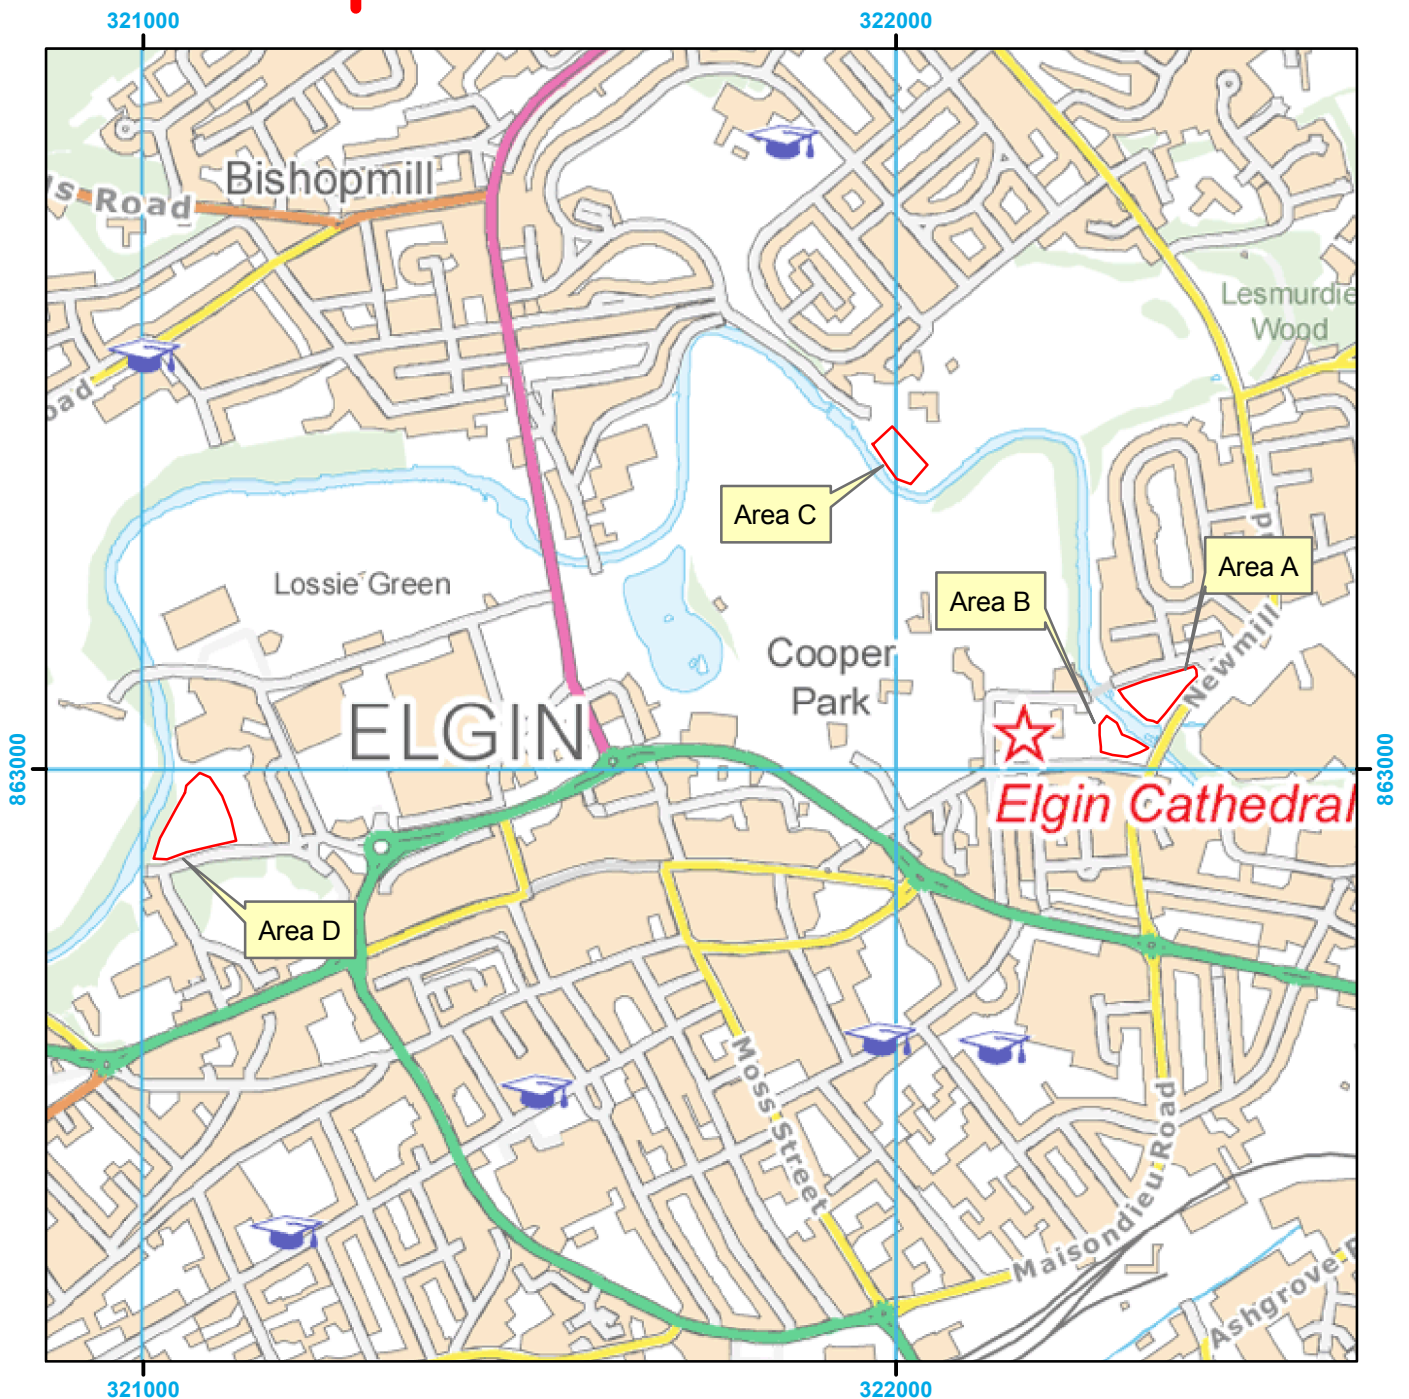 321000
322000
Bishopmill
s Road
Lesmurdie
Wood
oad
Area C
Area A
Area B
Lossie Green
Cooper
Park
Newmill
ELGIN
863000
863000
Elgin Cathedral
Area D
Moss Street
Maisondieu Road
Ashgrove R
321000
322000